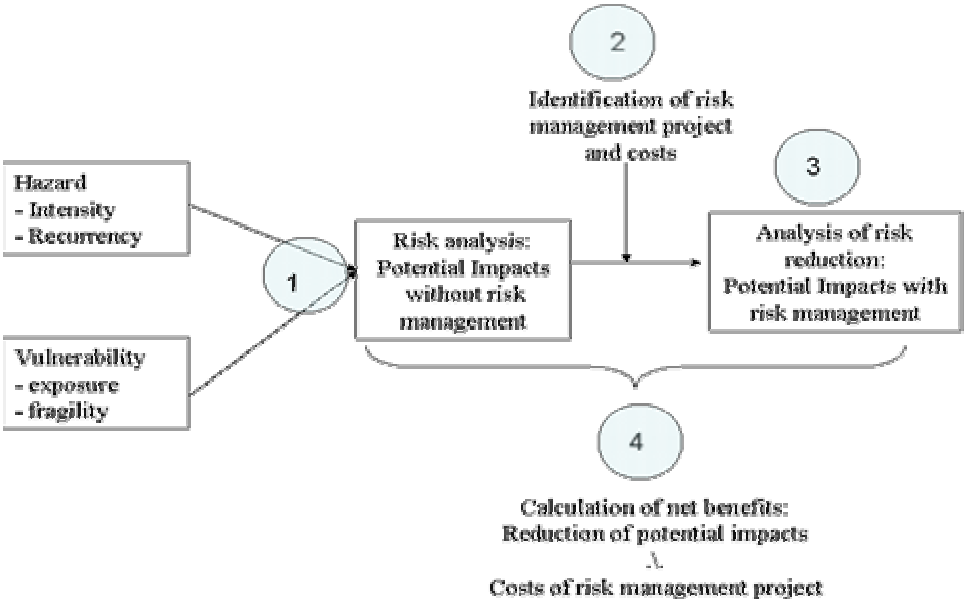 2
Identification of risk
management project
and costs
3
Hazard
- Intensity
- Recurrency
1
Risk analysis:
Potential Impacts
without risk
management
Analysis of risk
reduction:
Potential Impacts with
risk management
Vulnerability
- exposure
- fragility
4
Calculation of net benefits:
Reduction of potential impacts
.\.
Costs of risk management project